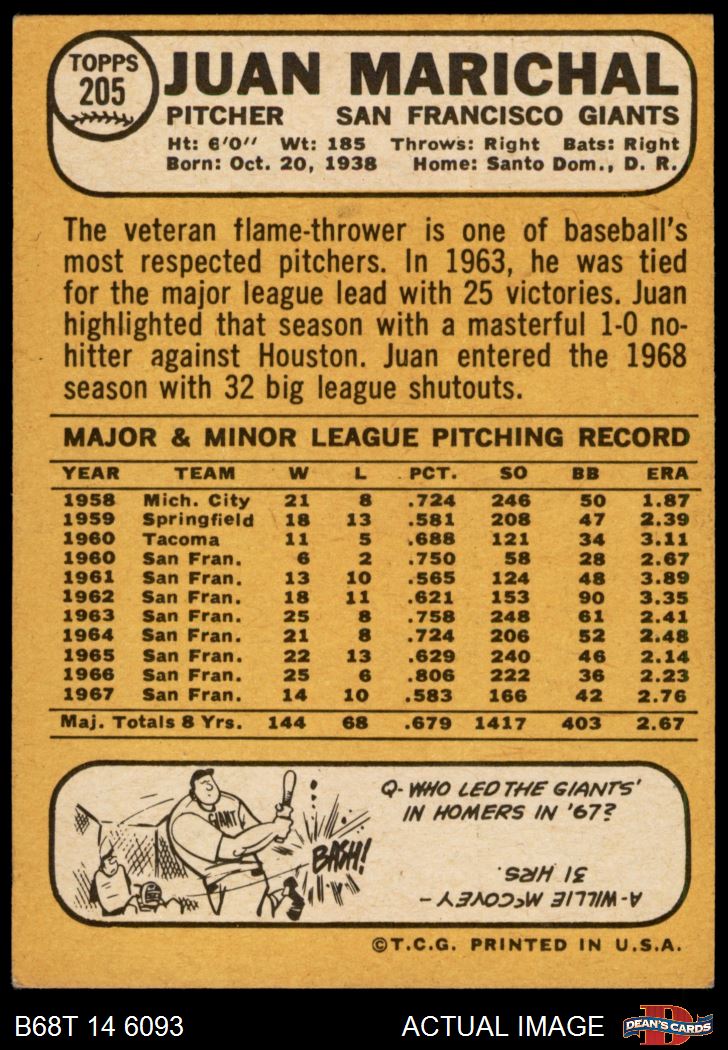 TOPPS
205
JUAN MARICHAL
PITCHER SAN FRANCISCO GIANTS
Ht: 6'0'' Wt: 185 Throws: Right Bats: Right
Born: Oct. 20, 1938 Home: Santo Dom., D. R.
The veteran flame-thrower is one of baseball's
most respected pitchers. In 1963, he was tied
for the major league lead with 25 victories. Juan
highlighted that season with a masterful 1-0 no-
hitter against Houston. Juan entered the 1968
season with 32 big league shutouts.
MAJOR & MINOR LEAGUE PITCHING RECORD
YEAR TEAM W L PCT. SO BB ERA
1958 Mich. City 21 8 .724 246 50 1.87
1959 Springfield 18 13 .581 208 47 2.39
1960 Tacoma 11 5 .688 121 34 3.11
1960 San Fran. 6 2 .750 58 28 2.67
1961 San Fran. 13 10 .565 124 48 3.89
1962 San Fran. 18 11 .621 153 90 3.35
1963 San Fran. 25 8 .758 248 61 2.41
1964 San Fran. 21 8 .724 206 52 2.48
1965 San Fran. 22 13 .629 240 46 2.14
1966 San Fran. 25 6 .806 222 36 2.23
1967 San Fran. 14 10 .583 166 42 2.76
Maj. Totals 8 Yrs. 144 68 .679 1417 403 2.67
GIANT
BASH!
Q-WHO LED THE GIANTS'
IN HOMERS IN '67?
A-WILLIE McCOVEY-
31 HRS.
©T.C.G. PRINTED IN U.S.A.
B68T 14 6093 ACTUAL IMAGE
D
DEAN'S CARDS